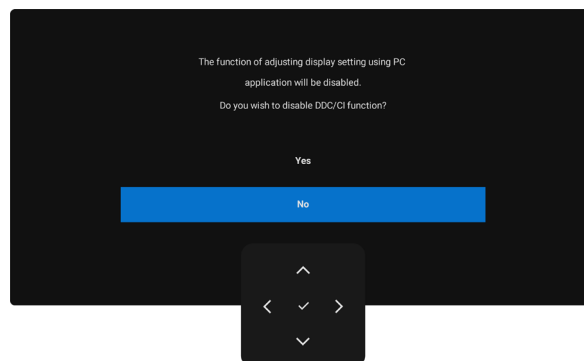 The function of adjusting display setting using PC
application will be disabled.
Do you wish to disable DDC/CI function?
Yes
No